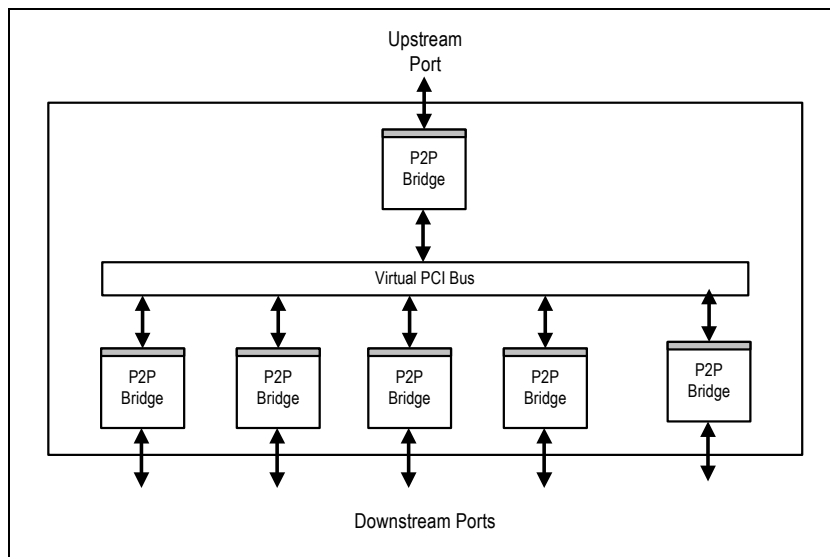 Upstream
Port
P2P
Bridge
Virtual PCI Bus
P2P
Bridge
P2P
Bridge
P2P
Bridge
P2P
Bridge
P2P
Bridge
Downstream Ports